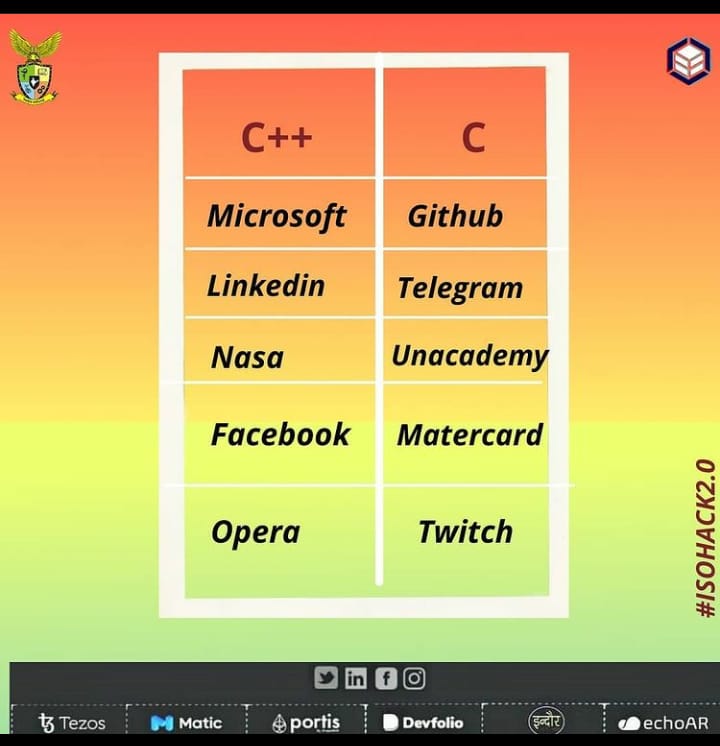 C++ C
Microsoft Github
Linkedin Telegram
Nasa Unacademy
Facebook Matercard
Opera Twitch
#ISOHACK2.0
Tezos Matic portis Devfolio इन्दौर echoAR